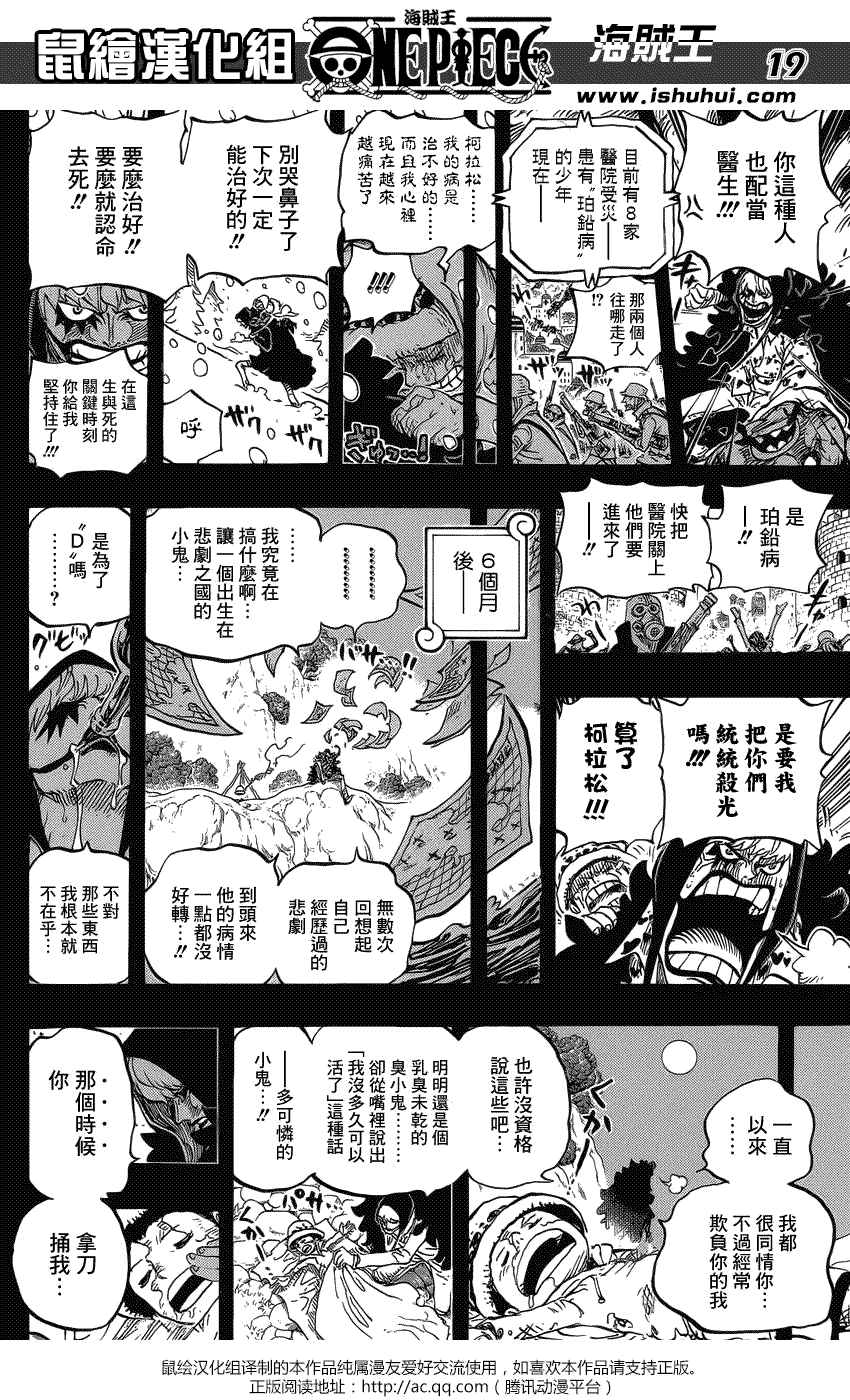 鼠繪漢化組
海賊王
ONE PIECE
海賊王
19
www.ishuhui.com
你這種人
也配當
醫生!!!
目前有8家
醫院受災——
患有〝珀鉛病〞
的少年
現在——
那兩個人
往哪走了
!?
柯拉松……
我的病是
治不好的……
而且我心裡
現在越來
越痛苦了
!!!
別哭鼻子了
下次一定
能治好的!!
呼
要麼治好!!
要麼就認命
去死!!
在這
生與死的
關鍵時刻
你給我
堅持住了!!!
是
珀鉛病
——!!
快把
醫院關上
他們要
進來了
——!!
是要我
把你們
統統殺光
嗎!!!
算了
柯拉松!!!
6個月
後——
………
………
……
我究竟在
搞什麼啊…
讓一個出生在
悲劇之國的
小鬼…
無數次
回想起
自己
經歷過的
悲劇
到頭來
他的病情
一點都沒
好轉…!!
是為了
〝D〞嗎
………?
不對
那些東西
我根本就
不在乎…
一直
以來
……
我都
很同情你…
不過經常
欺負你的我
也許沒資格
說這些吧…
明明還是個
乳臭未乾的
臭小鬼………
卻從嘴裡說出
「我沒多久可以
活了」這種話
——多可憐的
小鬼…!!
・・・・・
那個時候
你
拿刀
捅我…
鼠绘汉化组译制的本作品纯属漫友爱好交流使用，如喜欢本作品请支持正版。
正版阅读地址：http://ac.qq.com（腾讯动漫平台）